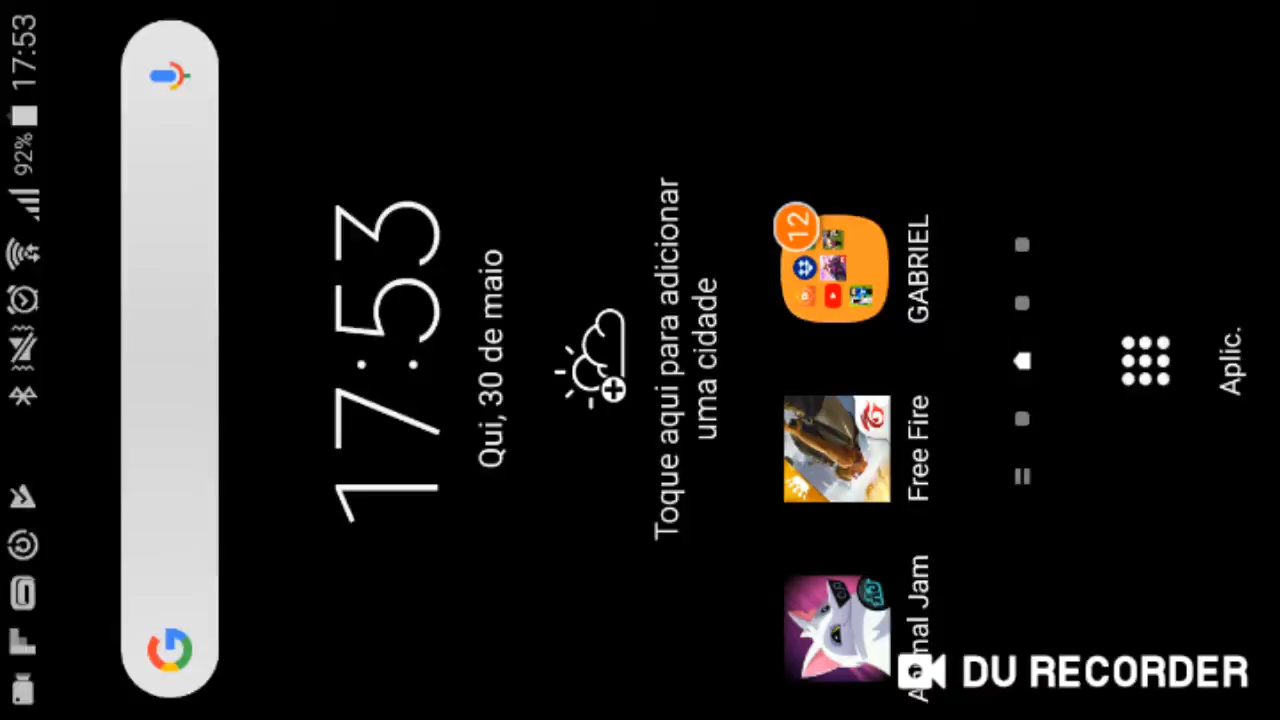 92% 17:53
17:53
Qui, 30 de maio
Toque aqui para adicionar
uma cidade
12
Animal Jam
Free Fire
GABRIEL
Aplic.
DU RECORDER